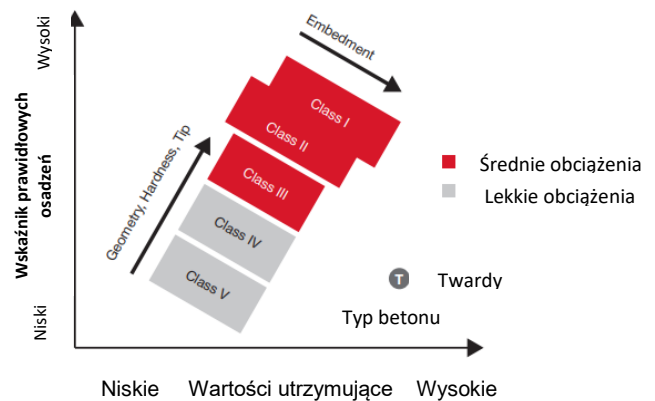 Wysoki
Wskaźnik prawidłowych
osadzeń
Niski
Embedment
Geometry, Hardness, Tip
Class I
Class II
Class III
Class IV
Class V
Średnie obciążenia
Lekkie obciążenia
T Twardy
Typ betonu
Niskie Wartości utrzymujące Wysokie